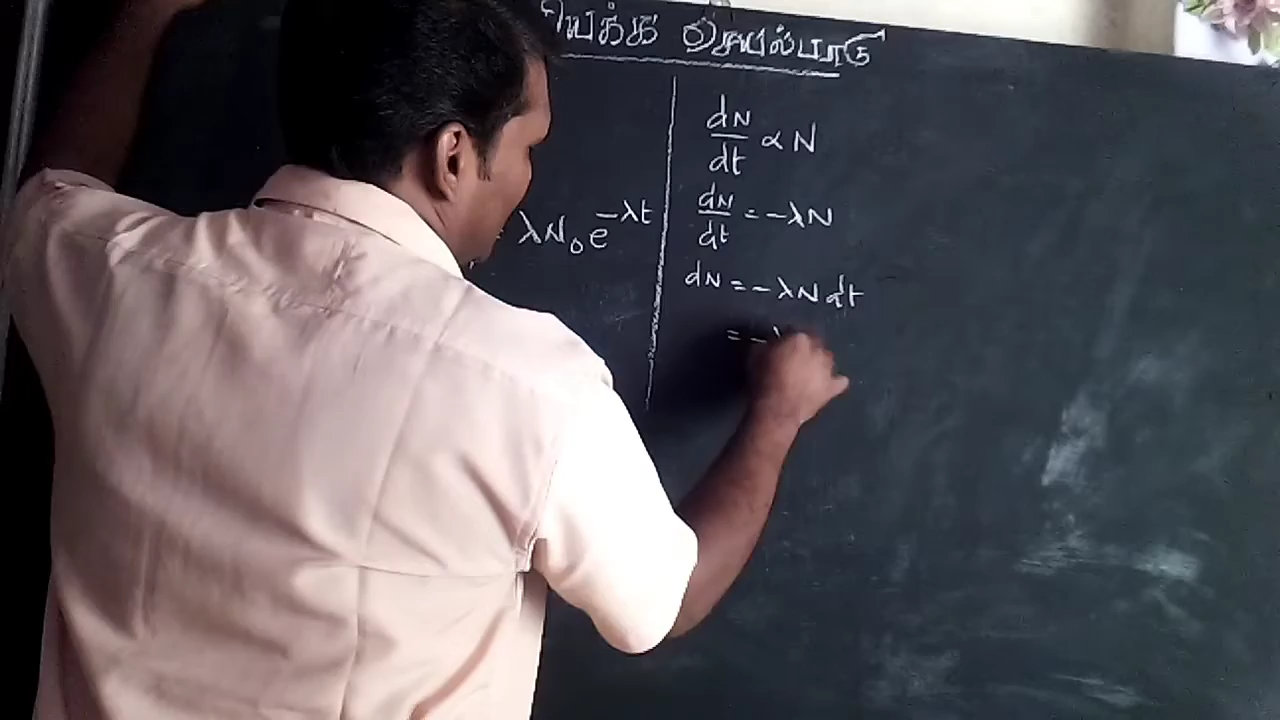 யக்க செயல்பாடு
λN₀e^{-λt}
dN/dt ∝ N
dN/dt = -λN
dN = -λN dt
= -λ